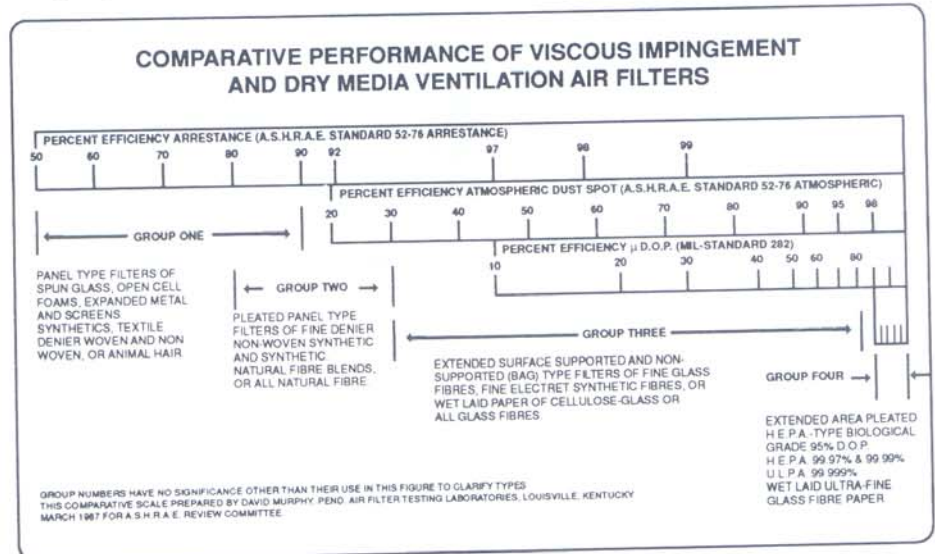 COMPARATIVE PERFORMANCE OF VISCOUS IMPINGEMENT
AND DRY MEDIA VENTILATION AIR FILTERS
PERCENT EFFICIENCY ARRESTANCE (A.S.H.R.A.E. STANDARD 52-76 ARRESTANCE)
50 60 70 80 90 92 97 98 99
PERCENT EFFICIENCY ATMOSPHERIC DUST SPOT (A.S.H.R.A.E. STANDARD 52-76 ATMOSPHERIC)
20 30 40 50 60 70 80 90 95 98
PERCENT EFFICIENCY µ D.O.P. (MIL-STANDARD 282)
10 20 30 40 50 60 80
GROUP ONE
PANEL TYPE FILTERS OF
SPUN GLASS, OPEN CELL
FOAMS, EXPANDED METAL
AND SCREENS
SYNTHETICS, TEXTILE
DENIER WOVEN AND NON
WOVEN, OR ANIMAL HAIR
GROUP TWO
PLEATED PANEL TYPE
FILTERS OF FINE DENIER
NON-WOVEN SYNTHETIC
AND SYNTHETIC
NATURAL FIBRE BLENDS,
OR ALL NATURAL FIBRE
GROUP THREE
EXTENDED SURFACE SUPPORTED AND NON-
SUPPORTED (BAG) TYPE FILTERS OF FINE GLASS
FIBRES, FINE ELECTRET SYNTHETIC FIBRES, OR
WET LAID PAPER OF CELLULOSE-GLASS OR
ALL GLASS FIBRES
GROUP FOUR
EXTENDED AREA PLEATED
H.E.P.A.-TYPE BIOLOGICAL
GRADE 95% D.O.P.
H.E.P.A. 99.97% & 99.99%
U.L.P.A. 99.999%
WET LAID ULTRA-FINE
GLASS FIBRE PAPER
GROUP NUMBERS HAVE NO SIGNIFICANCE OTHER THAN THEIR USE IN THIS FIGURE TO CLARIFY TYPES
THIS COMPARATIVE SCALE PREPARED BY DAVID MURPHY. PEND. AIR FILTER TESTING LABORATORIES, LOUISVILLE, KENTUCKY
MARCH 1987 FOR A.S.H.R.A.E. REVIEW COMMITTEE